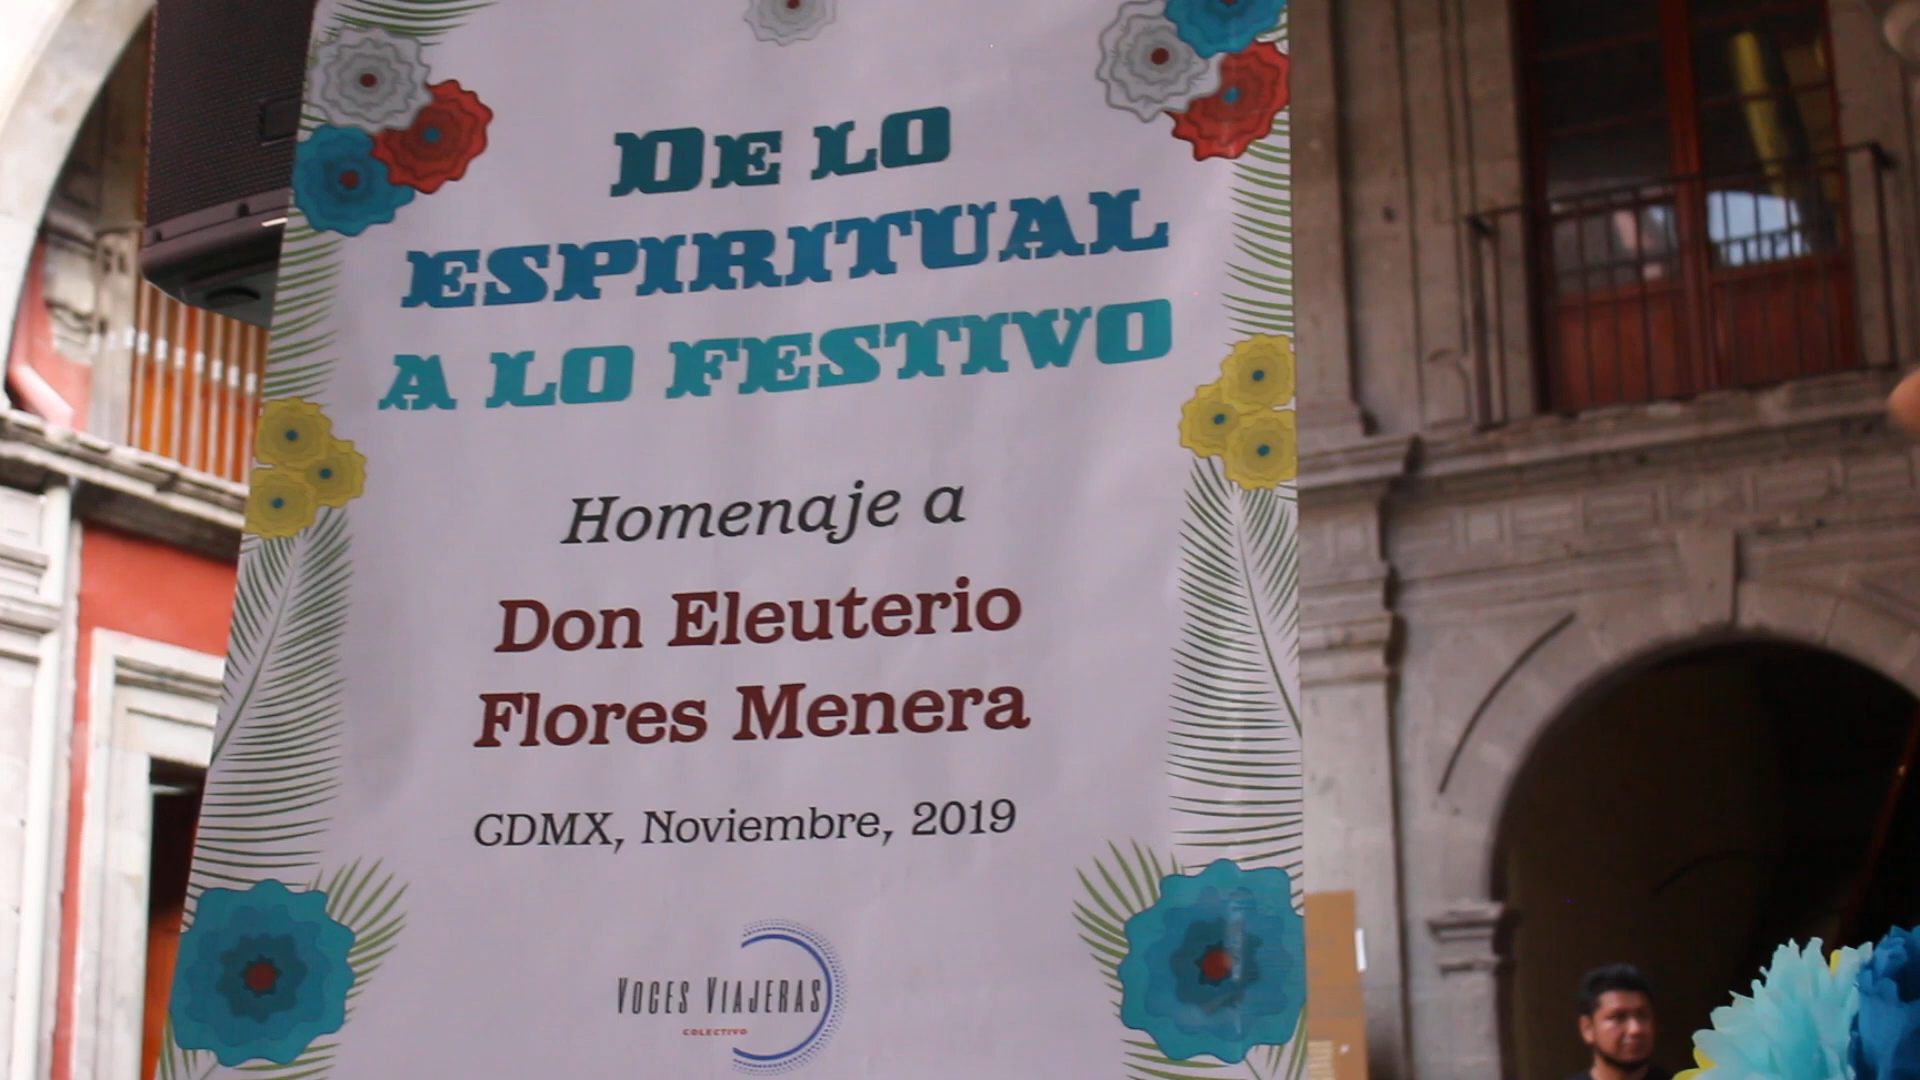 DE LO
ESPIRITUAL
A LO FESTIVO
Homenaje a
Don Eleuterio
Flores Menera
CDMX, Noviembre, 2019
VOCES VIAJERAS
COLECTIVO